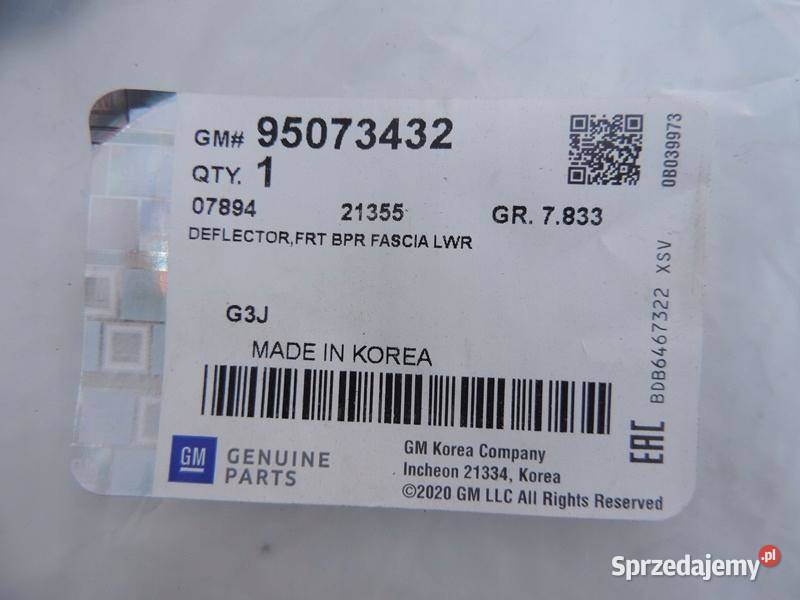 GM# 95073432
QTY. 1
07894 21355 GR. 7.833
DEFLECTOR,FRT BPR FASCIA LWR
G3J
MADE IN KOREA
GM GENUINE
PARTS
GM Korea Company
Incheon 21334, Korea
©2020 GM LLC All Rights Reserved
0B039973
BDB6467322 XSV
EAC
Sprzedajemy.pl